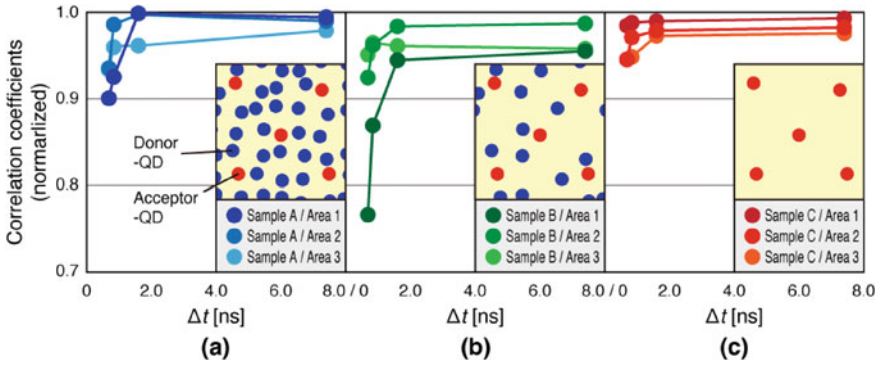 Correlation coefficients
(normarlized)
1.0
0.9
0.8
0.7
Donor
-QD
Acceptor
-QD
Sample A / Area 1
Sample A / Area 2
Sample A / Area 3
Sample B / Area 1
Sample B / Area 2
Sample B / Area 3
Sample C / Area 1
Sample C / Area 2
Sample C / Area 3
0 2.0 4.0 6.0 8.0 / 0 2.0 4.0 6.0 8.0 / 0 2.0 4.0 6.0 8.0
Δt [ns] Δt [ns] Δt [ns]
(a) (b) (c)